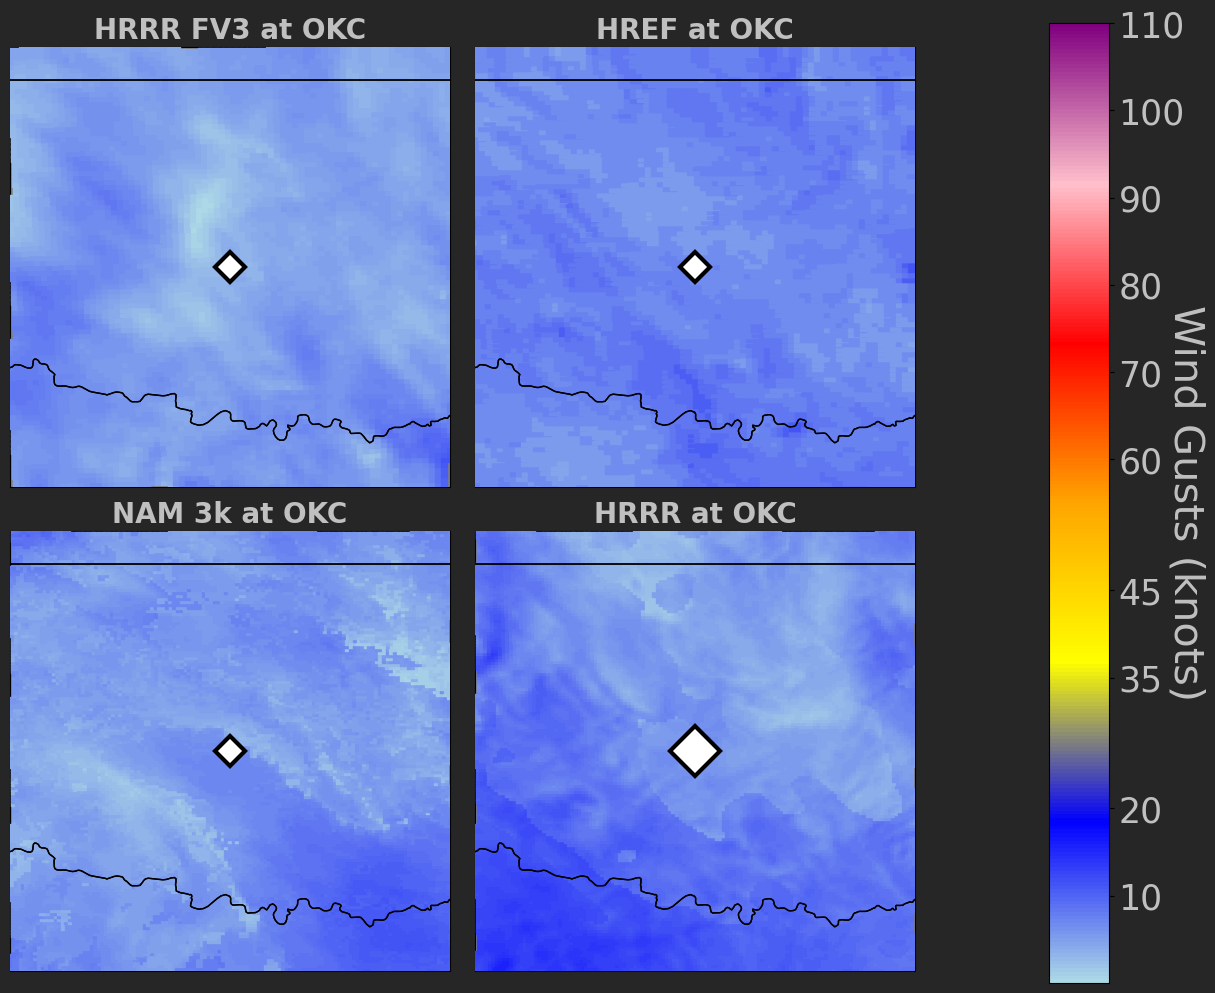 HRRR FV3 at OKC
HREF at OKC
NAM 3k at OKC
HRRR at OKC
110
100
90
80
70
60
45
35
20
10
Wind Gusts (knots)